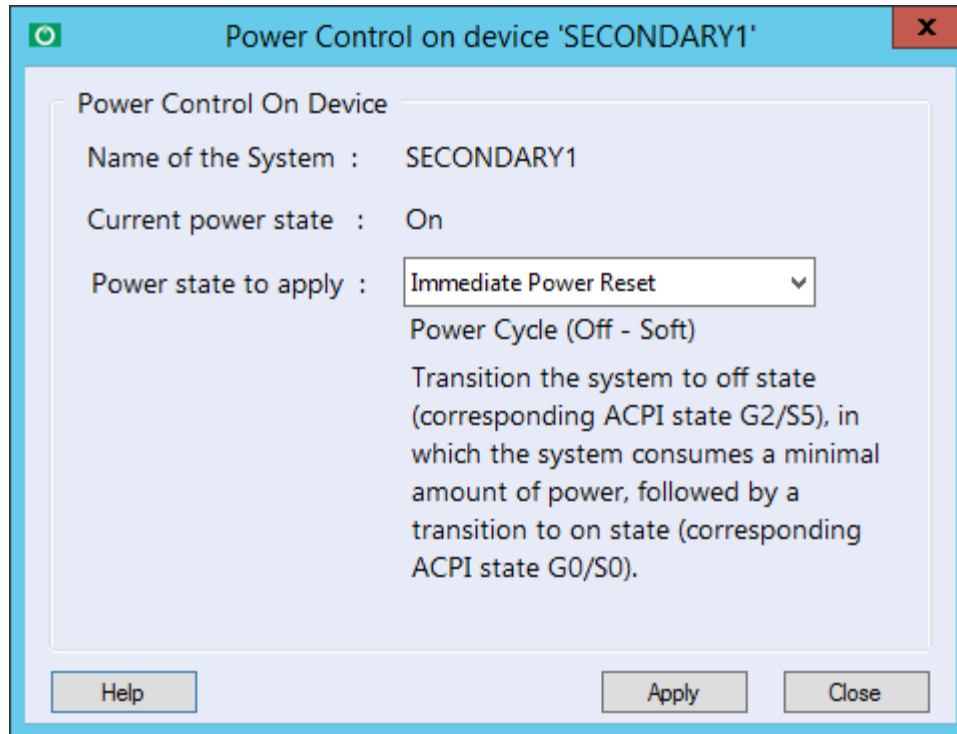 Power Control on device 'SECONDARY1'
x
Power Control On Device
Name of the System : SECONDARY1
Current power state : On
Power state to apply : Immediate Power Reset
Power Cycle (Off - Soft)
Transition the system to off state
(corresponding ACPI state G2/S5), in
which the system consumes a minimal
amount of power, followed by a
transition to on state (corresponding
ACPI state G0/S0).
Help Apply Close